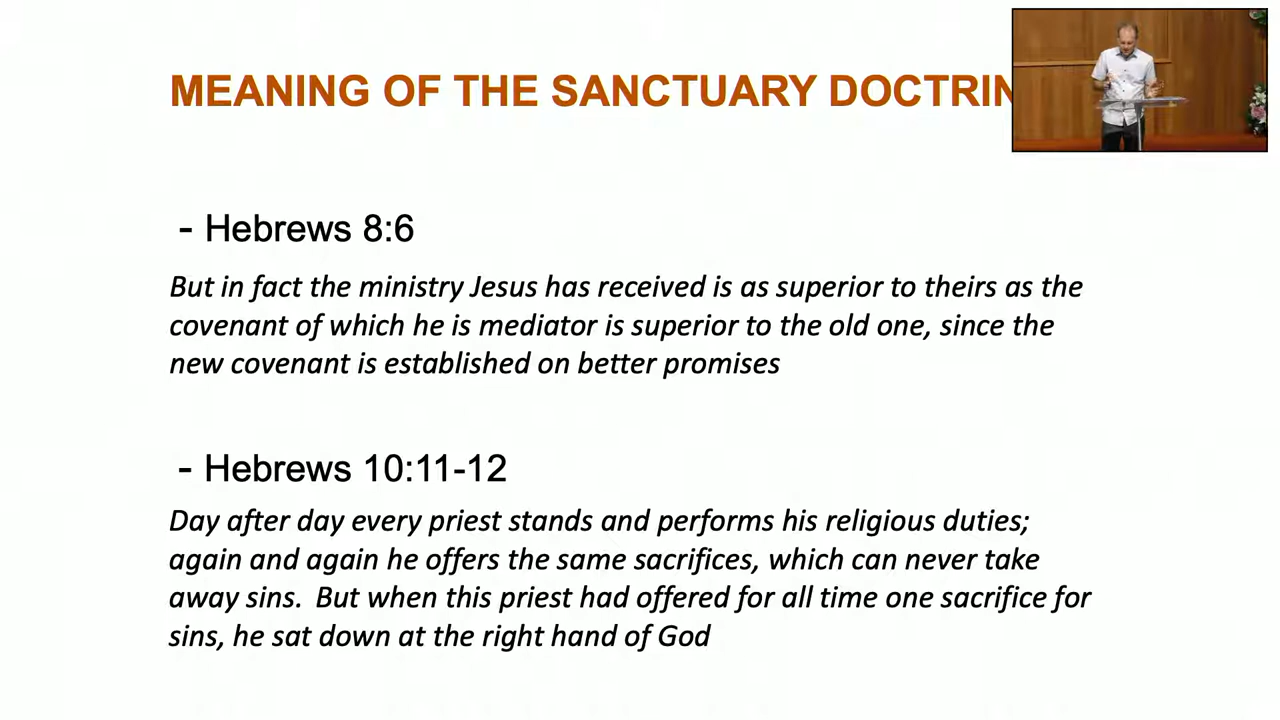 MEANING OF THE SANCTUARY
- Hebrews 8:6
But in fact the ministry Jesus has received is as superior to theirs as the
covenant of which he is mediator is superior to the old one, since the
new covenant is established on better promises
- Hebrews 10:11-12
Day after day every priest stands and performs his religious duties;
again and again he offers the same sacrifices, which can never take
away sins.  But when this priest had offered for all time one sacrifice for
sins, he sat down at the right hand of God